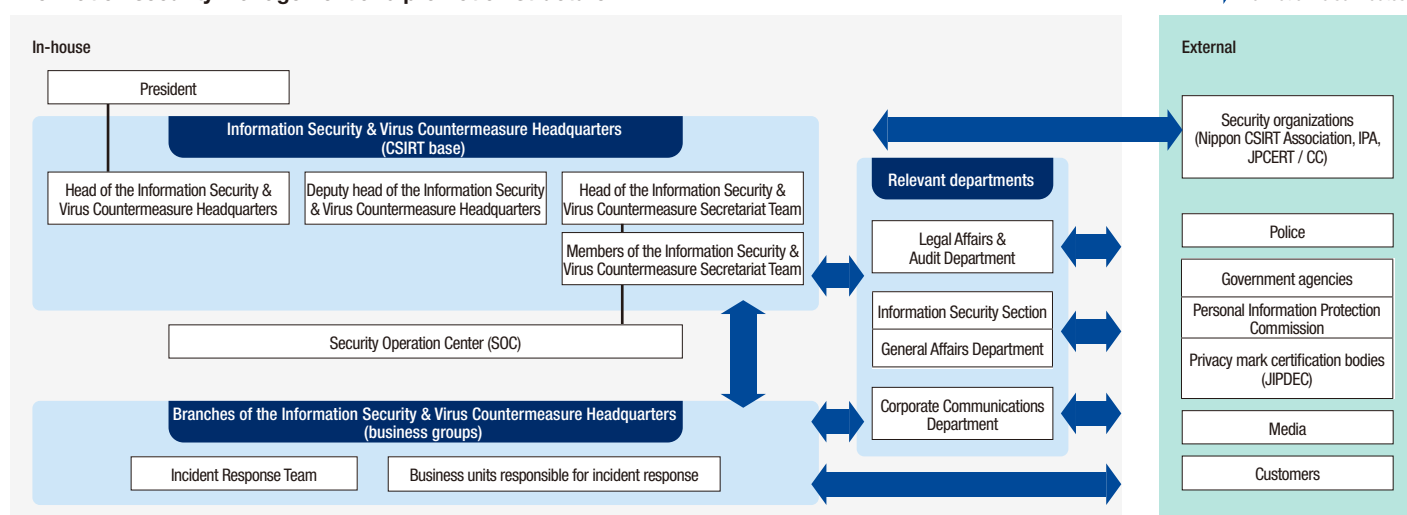 In-house
President
Information Security & Virus Countermeasure Headquarters
(CSIRT base)
Head of the Information Security &
Virus Countermeasure Headquarters
Deputy head of the Information Security
& Virus Countermeasure Headquarters
Head of the Information Security &
Virus Countermeasure Secretariat Team
Members of the Information Security &
Virus Countermeasure Secretariat Team
Security Operation Center (SOC)
Branches of the Information Security & Virus Countermeasure Headquarters
(business groups)
Incident Response Team
Business units responsible for incident response
Relevant departments
Legal Affairs &
Audit Department
Information Security Section
General Affairs Department
Corporate Communications
Department
External
Security organizations
(Nippon CSIRT Association, IPA,
JPCERT / CC)
Police
Government agencies
Personal Information Protection
Commission
Privacy mark certification bodies
(JIPDEC)
Media
Customers